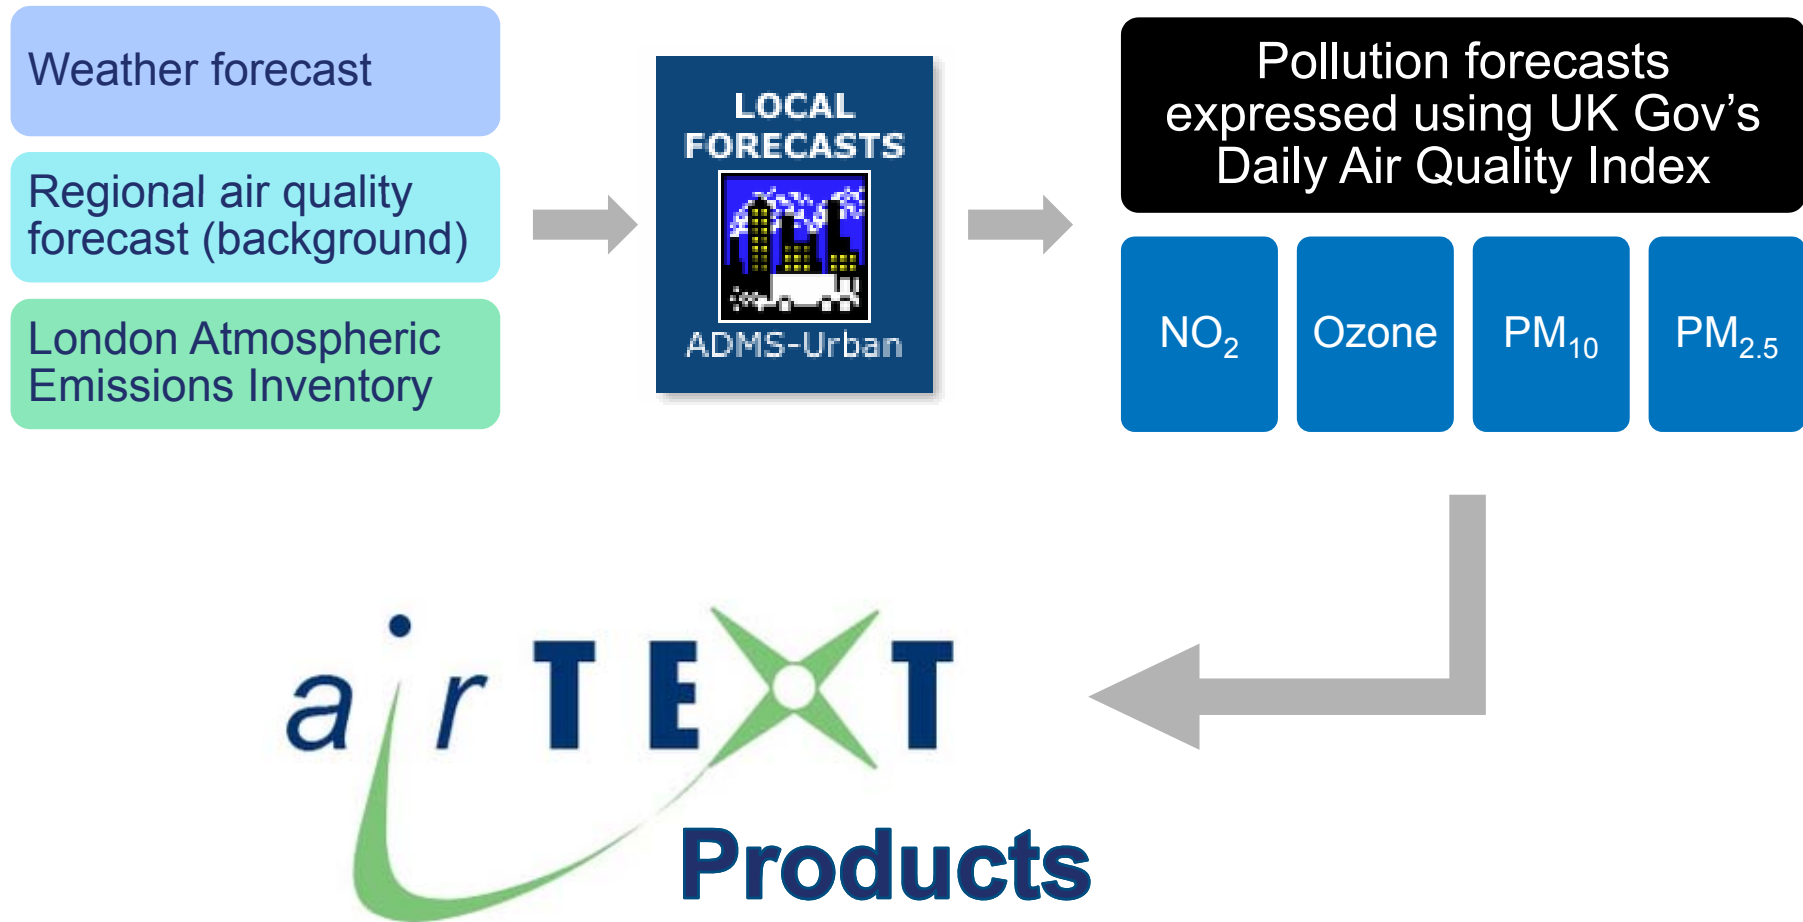 Weather forecast
Regional air quality
forecast (background)
London Atmospheric
Emissions Inventory
LOCAL
FORECASTS
ADMS-Urban
Pollution forecasts
expressed using UK Gov’s
Daily Air Quality Index
NO₂
Ozone
PM₁₀
PM₂.₅
airTEXT
Products